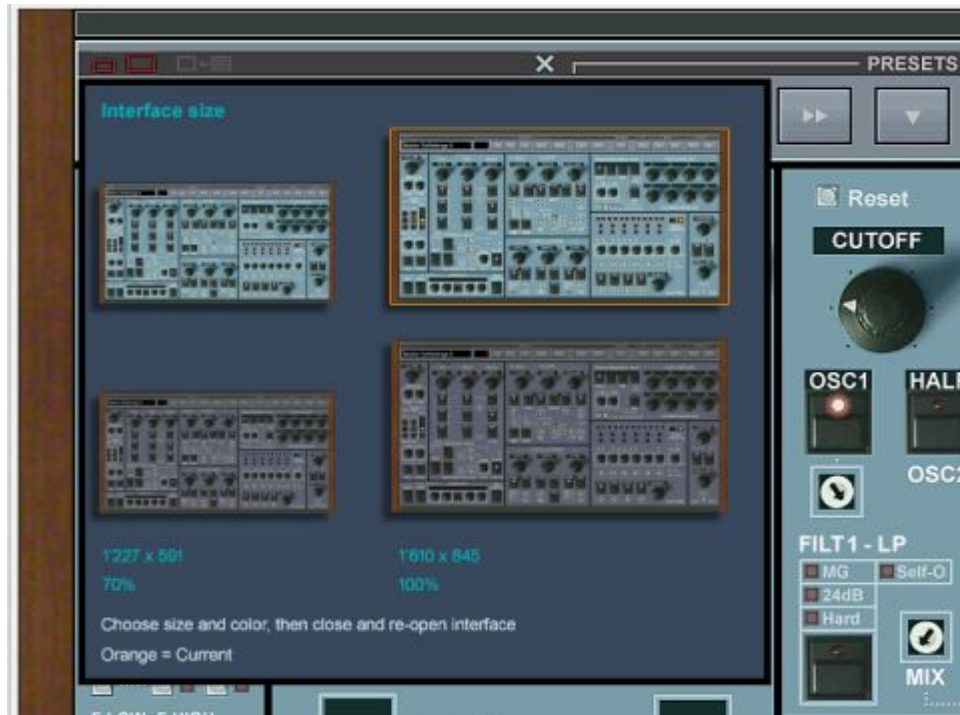 PRESETS
Interface size
Reset
CUTOFF
OSC1
HALF
OSC2
FILT1 - LP
MG
Self-O
24dB
Hard
MIX
1'227 x 591
1'610 x 845
70%
100%
Choose size and color, then close and re-open interface
Orange = Current